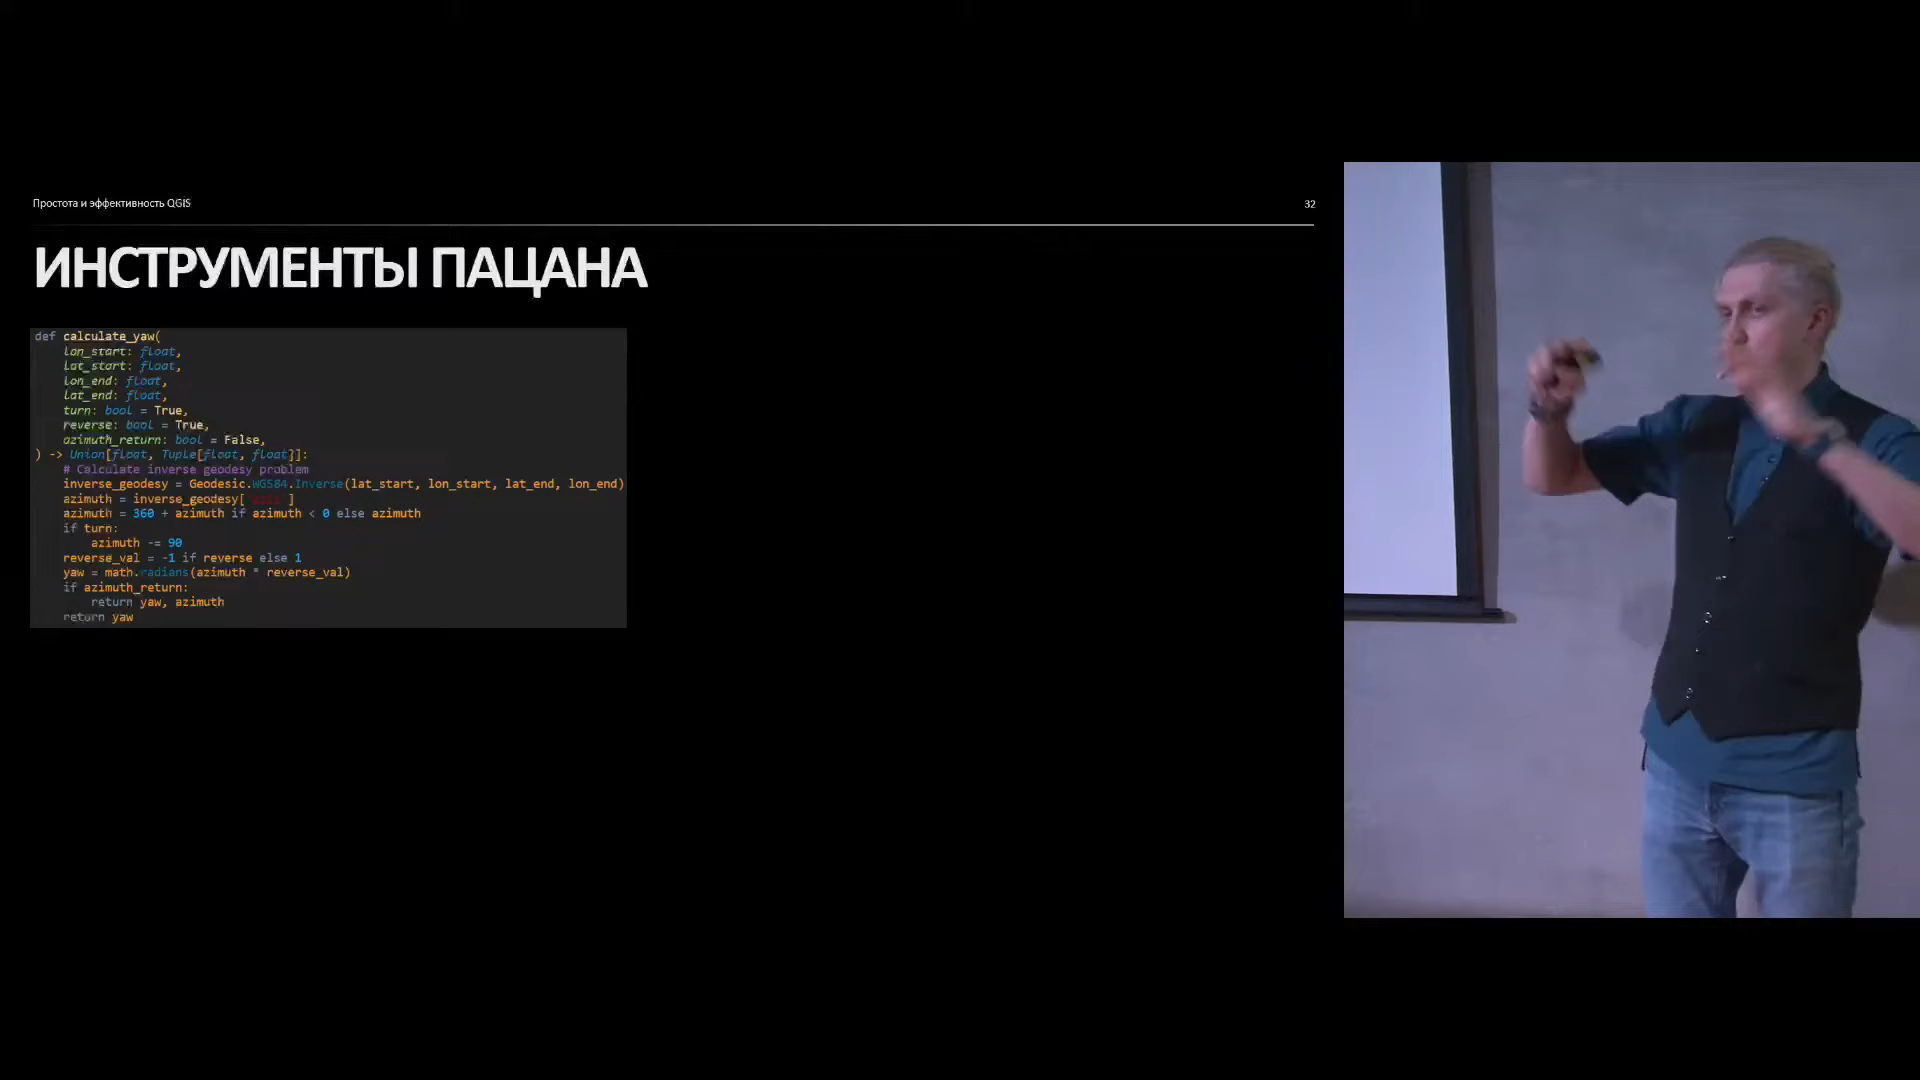 Простота и эффективность QGIS
32
ИНСТРУМЕНТЫ ПАЦАНА
def calculate_yaw(
lon_start: float,
lat_start: float,
lon_end: float,
lat_end: float,
turn: bool = True,
reverse: bool = True,
azimuth_return: bool = False,
) -> Union[float, Tuple[float, float]]:
# Calculate inverse geodesy problem
inverse_geodesy = Geodesic.WGS84.Inverse(lat_start, lon_start, lat_end, lon_end)
azimuth = inverse_geodesy[ ]
azimuth = 360 + azimuth if azimuth < 0 else azimuth
if turn:
azimuth -= 90
reverse_val = -1 if reverse else 1
yaw = math.radians(azimuth * reverse_val)
if azimuth_return:
return yaw, azimuth
return yaw